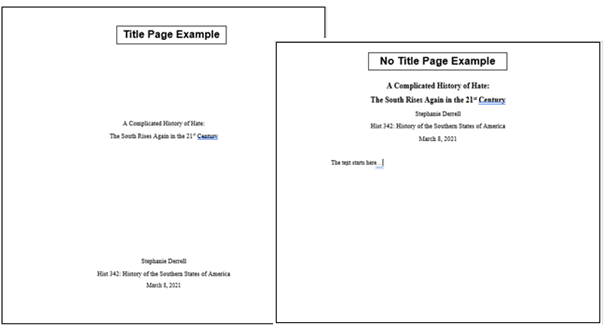 Title Page Example
A Complicated History of Hate:
The South Rises Again in the 21st Century
Stephanie Derrell
Hist 342: History of the Southern States of America
March 8, 2021
No Title Page Example
A Complicated History of Hate:
The South Rises Again in the 21st Century
Stephanie Derrell
Hist 342: History of the Southern States of America
March 8, 2021
The text starts here...